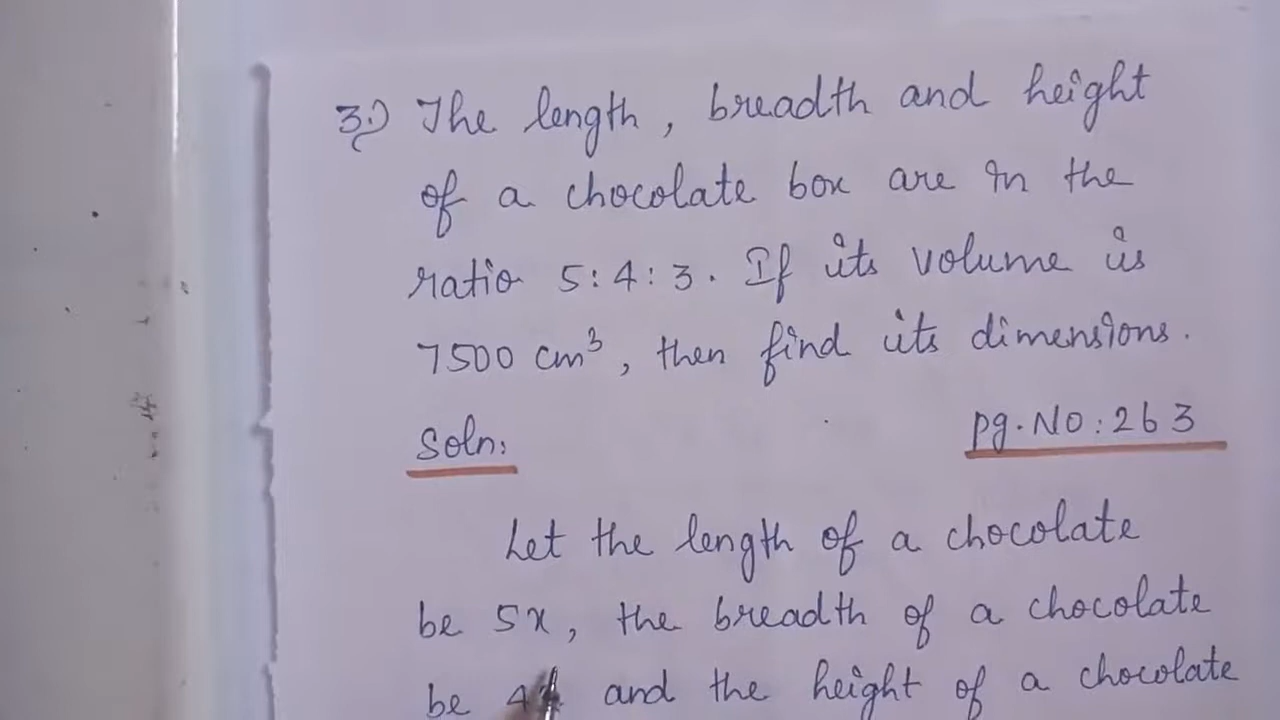 3.) The length, breadth and height
of a chocolate box are in the
ratio 5:4:3. If its volume is
7500 cm³, then find its dimensions.
Soln:
pg.No:263
Let the length of a chocolate
be 5x, the breadth of a chocolate
be 4x and the height of a chocolate